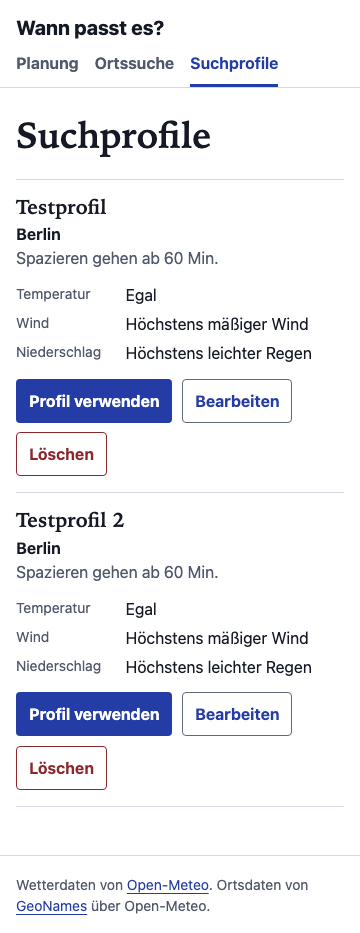 Wann passt es?
Planung Ortssuche Suchprofile
Suchprofile
Testprofil
Berlin
Spazieren gehen ab 60 Min.
Temperatur Egal
Wind Höchstens mäßiger Wind
Niederschlag Höchstens leichter Regen
Profil verwenden Bearbeiten
Löschen
Testprofil 2
Berlin
Spazieren gehen ab 60 Min.
Temperatur Egal
Wind Höchstens mäßiger Wind
Niederschlag Höchstens leichter Regen
Profil verwenden Bearbeiten
Löschen
Wetterdaten von Open-Meteo. Ortsdaten von
GeoNames über Open-Meteo.